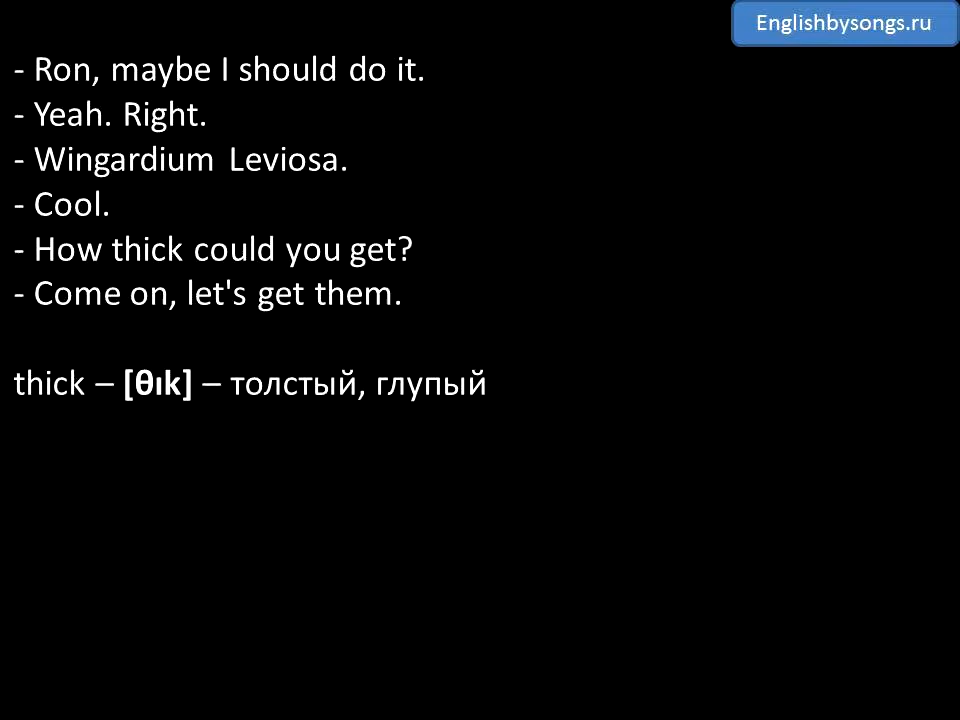 Englishbysongs.ru
- Ron, maybe I should do it.
- Yeah. Right.
- Wingardium Leviosa.
- Cool.
- How thick could you get?
- Come on, let's get them.
thick – [θık] – толстый, глупый